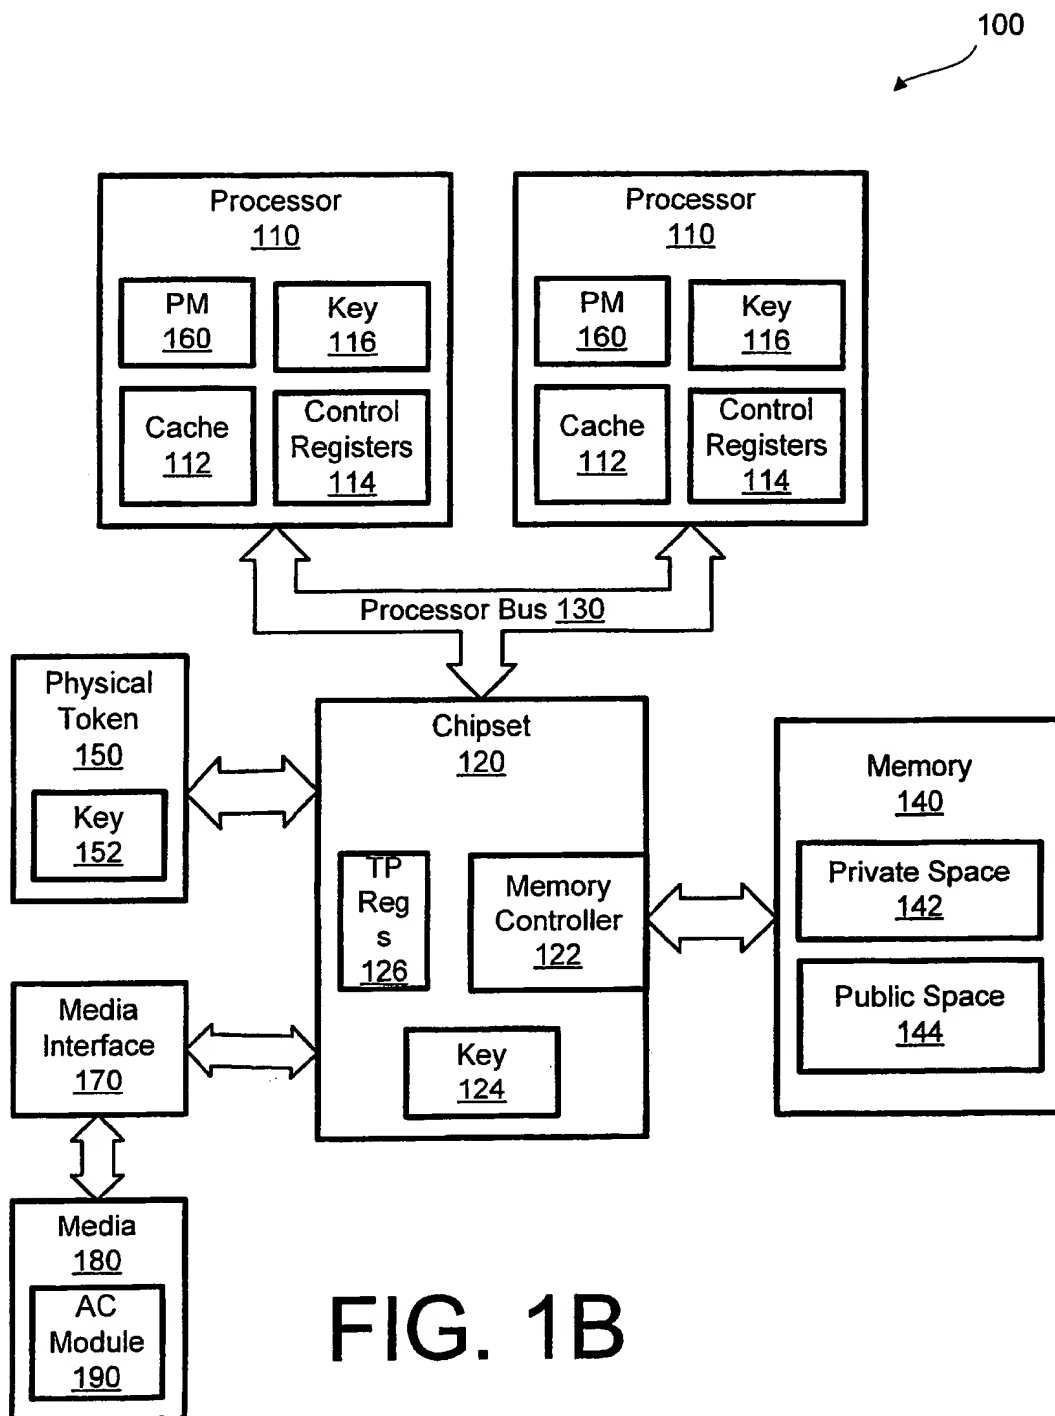 100
Processor
110
PM
160
Key
116
Cache
112
Control
Registers
114
Processor
110
PM
160
Key
116
Cache
112
Control
Registers
114
Processor Bus 130
Physical
Token
150
Key
152
Chipset
120
TP
Reg
s
126
Memory
Controller
122
Key
124
Memory
140
Private Space
142
Public Space
144
Media
Interface
170
Media
180
AC
Module
190
FIG. 1B